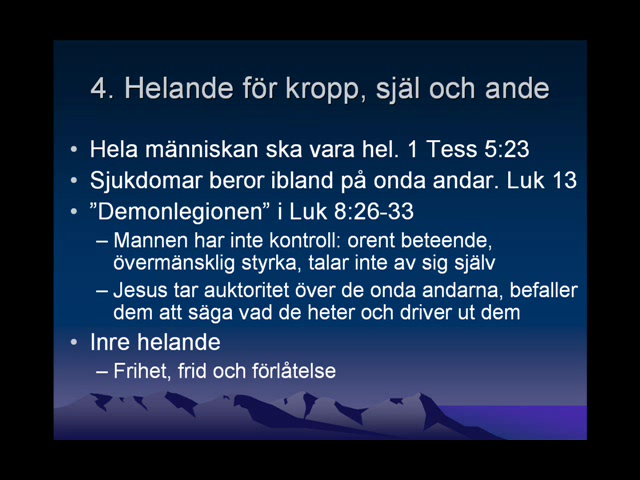 4. Helande för kropp, själ och ande
• Hela människan ska vara hel. 1 Tess 5:23
• Sjukdomar beror ibland på onda andar. Luk 13
• ”Demonlegionen” i Luk 8:26-33
– Mannen har inte kontroll: orent beteende,
övermänsklig styrka, talar inte av sig själv
– Jesus tar auktoritet över de onda andarna, befaller
dem att säga vad de heter och driver ut dem
• Inre helande
– Frihet, frid och förlåtelse